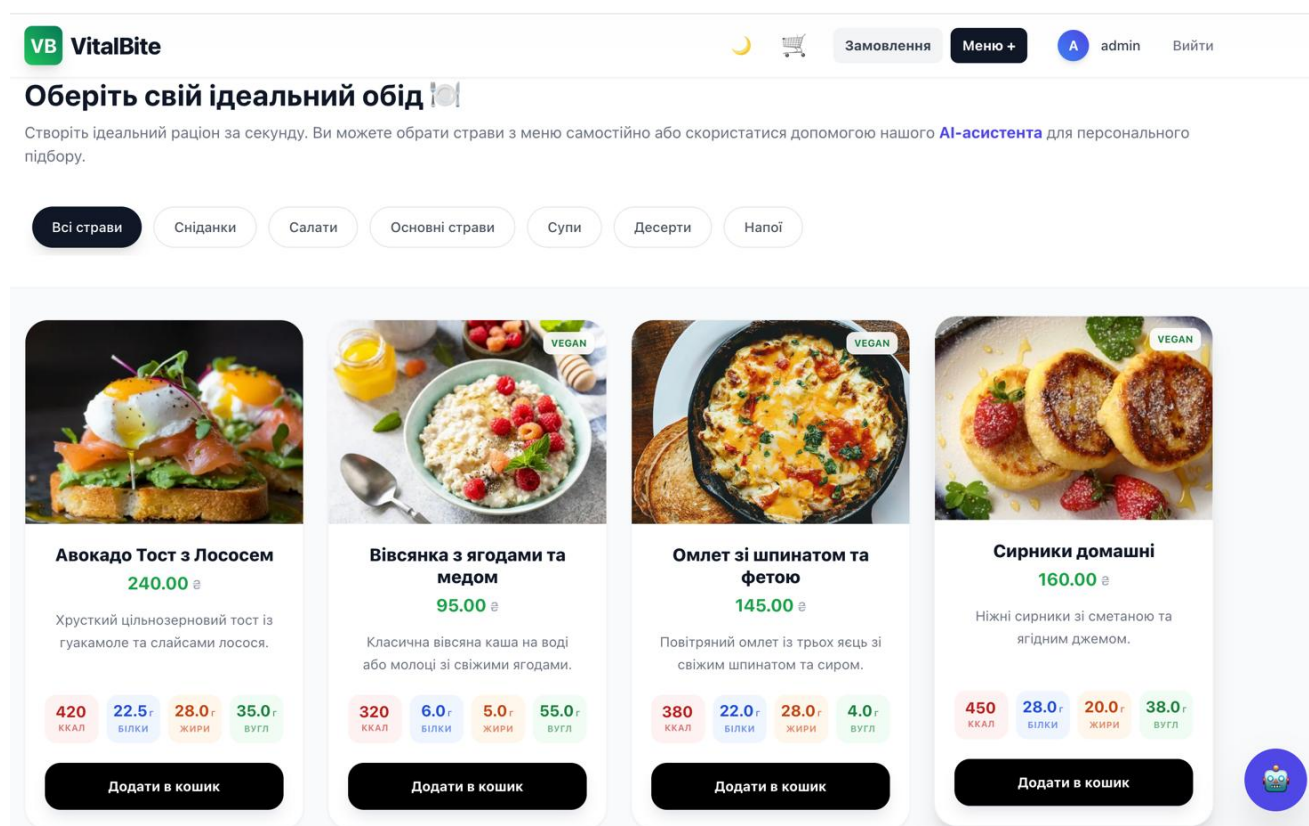 VB VitalBite
Замовлення
Меню +
A admin
Вийти
Оберіть свій ідеальний обід
Створіть ідеальний раціон за секунду. Ви можете обрати страви з меню самостійно або скористатися допомогою нашого AI-асистента для персонального
підбору.
Всі страви
Сніданки
Салати
Основні страви
Супи
Десерти
Напої
Авокадо Тост з Лососем
240.00 ₴
Хрусткий цільнозерновий тост із
гуакамоле та слайсами лосося.
420 22.5г 28.0г 35.0г
ККАЛ БІЛКИ ЖИРИ ВУГЛ
Додати в кошик
VEGAN
Вівсянка з ягодами та
медом
95.00 ₴
Класична вівсяна каша на воді
або молоці зі свіжими ягодами.
320 6.0г 5.0г 55.0г
ККАЛ БІЛКИ ЖИРИ ВУГЛ
Додати в кошик
VEGAN
Омлет зі шпинатом та
фетою
145.00 ₴
Повітряний омлет із трьох яєць зі
свіжим шпинатом та сиром.
380 22.0г 28.0г 4.0г
ККАЛ БІЛКИ ЖИРИ ВУГЛ
Додати в кошик
VEGAN
Сирники домашні
160.00 ₴
Ніжні сирники зі сметаною та
ягідним джемом.
450 28.0г 20.0г 38.0г
ККАЛ БІЛКИ ЖИРИ ВУГЛ
Додати в кошик